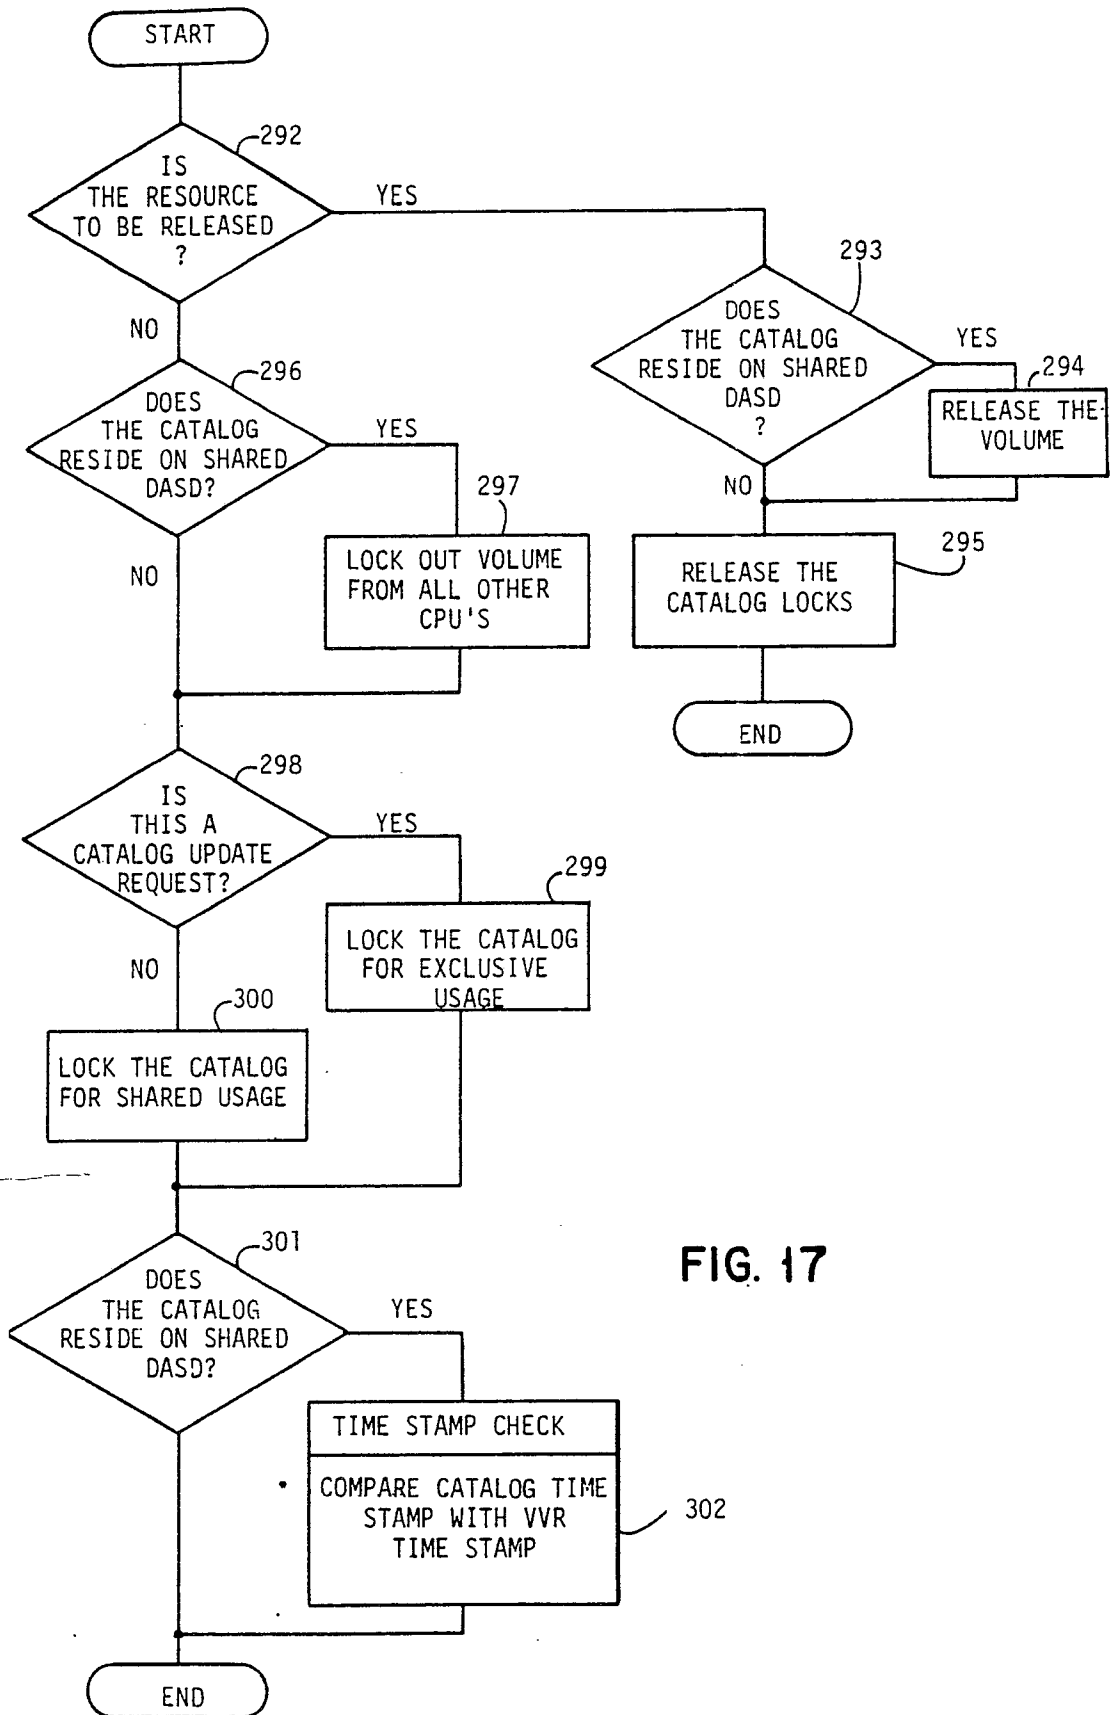 START
292
IS
THE RESOURCE
TO BE RELEASED
?
YES
NO
293
DOES
THE CATALOG
RESIDE ON SHARED
DASD
?
YES
294
RELEASE THE
VOLUME
NO
295
RELEASE THE
CATALOG LOCKS
END
296
DOES
THE CATALOG
RESIDE ON SHARED
DASD?
YES
NO
297
LOCK OUT VOLUME
FROM ALL OTHER
CPU'S
298
IS
THIS A
CATALOG UPDATE
REQUEST?
YES
NO
299
LOCK THE CATALOG
FOR EXCLUSIVE
USAGE
300
LOCK THE CATALOG
FOR SHARED USAGE
301
DOES
THE CATALOG
RESIDE ON SHARED
DASD?
YES
TIME STAMP CHECK
COMPARE CATALOG TIME
STAMP WITH VVR
TIME STAMP
302
END
FIG. 17